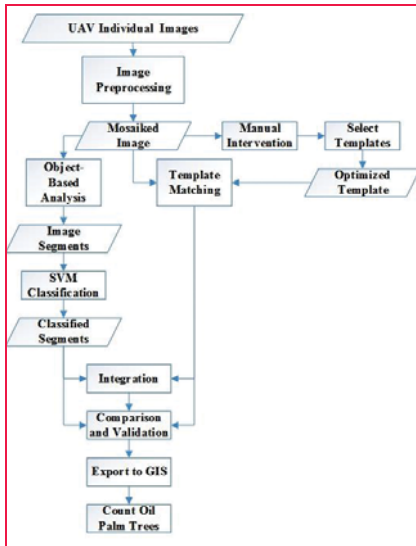 UAV Individual Images
Image
Preprocessing
Mosaiked
Image
Manual
Intervention
Select
Templates
Object-
Based
Analysis
Template
Matching
Optimized
Template
Image
Segments
SVM
Classification
Classified
Segments
Integration
Comparison
and Validation
Export to GIS
Count Oil
Palm Trees